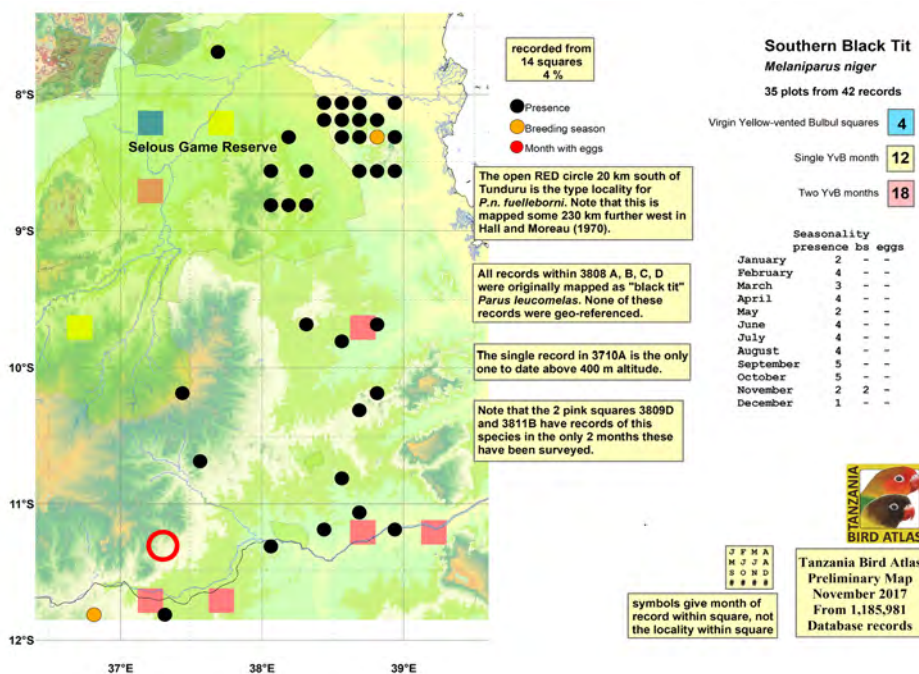 recorded from
14 squares
4 %
Presence
Breeding season
Month with eggs
Southern Black Tit
Melaniparus niger
35 plots from 42 records
Virgin Yellow-vented Bulbul squares
4
Single YvB month
12
Two YvB months
18
8°S
9°S
10°S
11°S
12°S
37°E
38°E
39°E
Selous Game Reserve
The open RED circle 20 km south of
Tunduru is the type locality for
P.n. fuelleborni. Note that this is
mapped some 230 km further west in
Hall and Moreau (1970).
All records within 3808 A, B, C, D
were originally mapped as "black tit"
Parus leucomelas. None of these
records were geo-referenced.
The single record in 3710A is the only
one to date above 400 m altitude.
Note that the 2 pink squares 3809D
and 3811B have records of this
species in the only 2 months these
have been surveyed.
Seasonality
presence bs eggs
January 2 - -
February 4 - -
March 3 - -
April 4 - -
May 2 - -
June 4 - -
July 4 - -
August 4 - -
September 5 - -
October 5 - -
November 2 2 -
December 1 - -
J F M A
M J J A
S O N D
# # # #
symbols give month of
record within square, not
the locality within square
TANZANIA
BIRD ATLAS
Tanzania Bird Atlas
Preliminary Map
November 2017
From 1,185,981
Database records